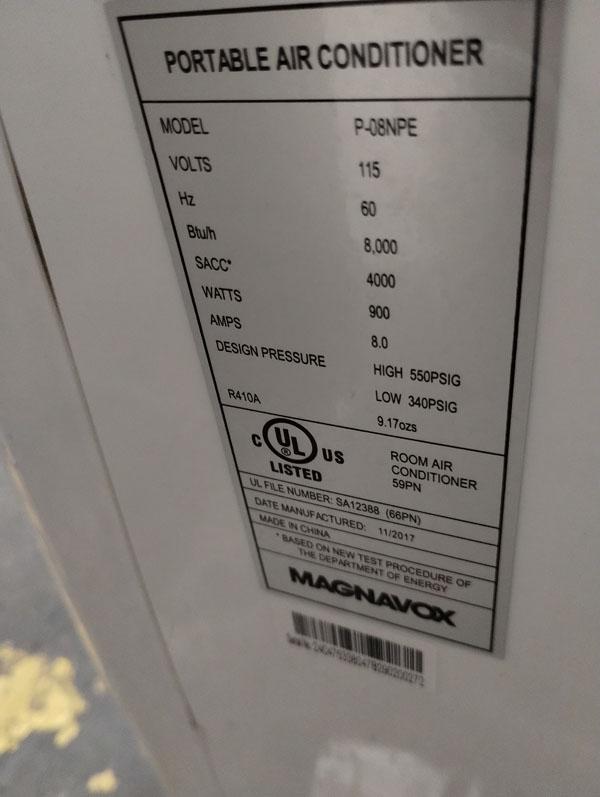 PORTABLE AIR CONDITIONER
MODEL P-08NPE
VOLTS 115
Hz 60
Btu/h 8,000
SACC* 4000
WATTS 900
AMPS 8.0
DESIGN PRESSURE HIGH 550PSIG
LOW 340PSIG
R410A 9.17ozs
C UL® US
LISTED
ROOM AIR
CONDITIONER
59PN
UL FILE NUMBER: SA12388 (66PN)
DATE MANUFACTURED: 11/2017
MADE IN CHINA
* BASED ON NEW TEST PROCEDURE OF
THE DEPARTMENT OF ENERGY
MAGNAVOX